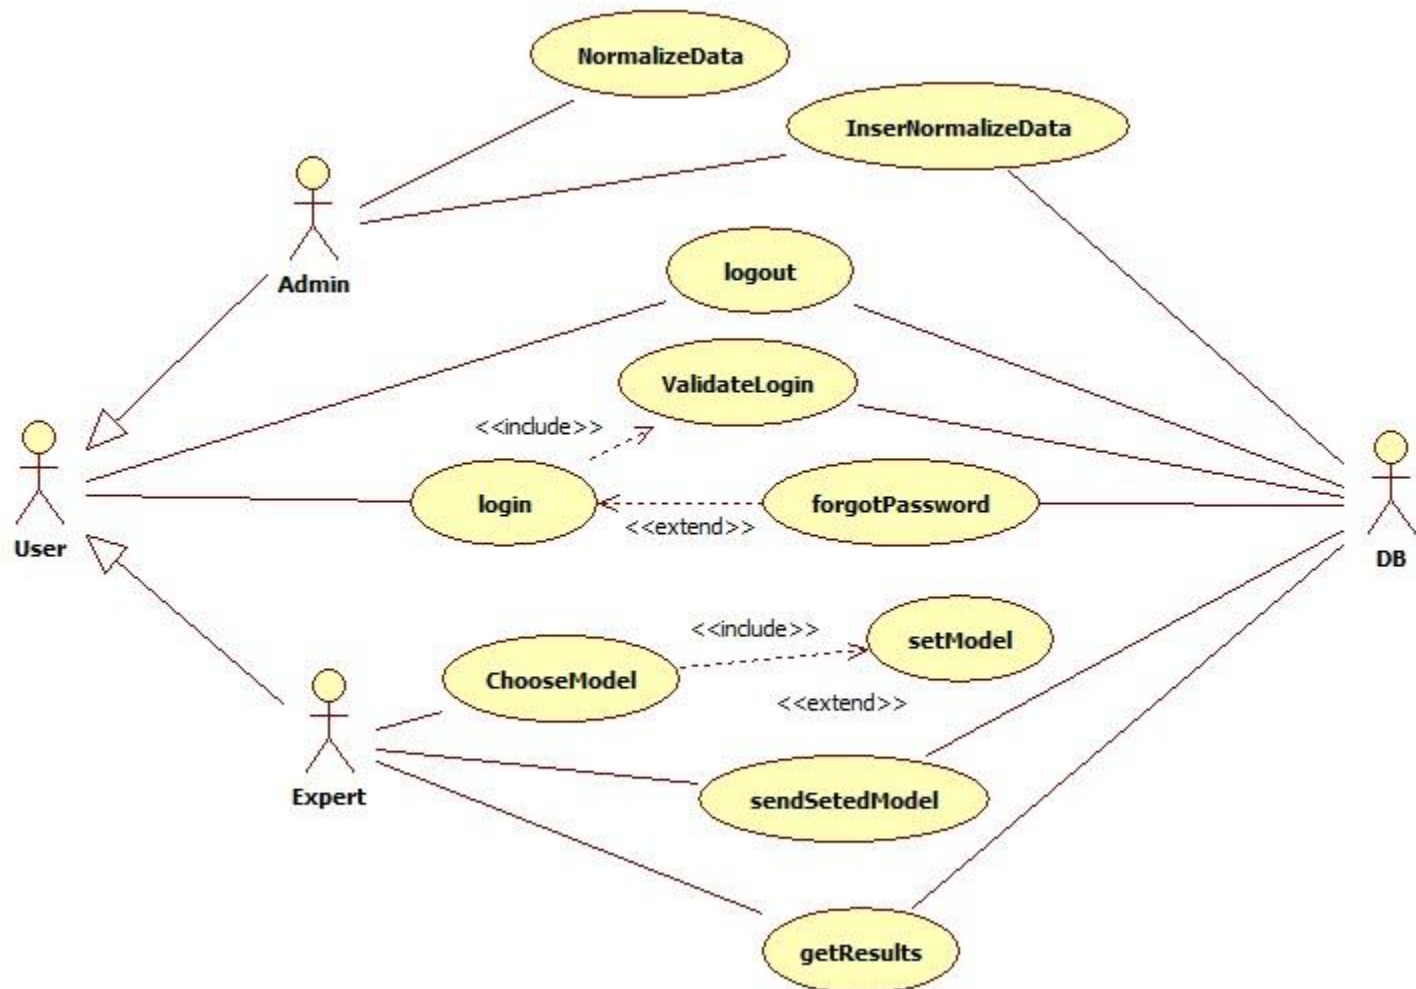 NormalizeData
InserNormalizeData
Admin
logout
ValidateLogin
<<include>>
login
forgotPassword
<<extend>>
User
DB
<<include>>
setModel
ChooseModel
<<extend>>
Expert
sendSetedModel
getResults